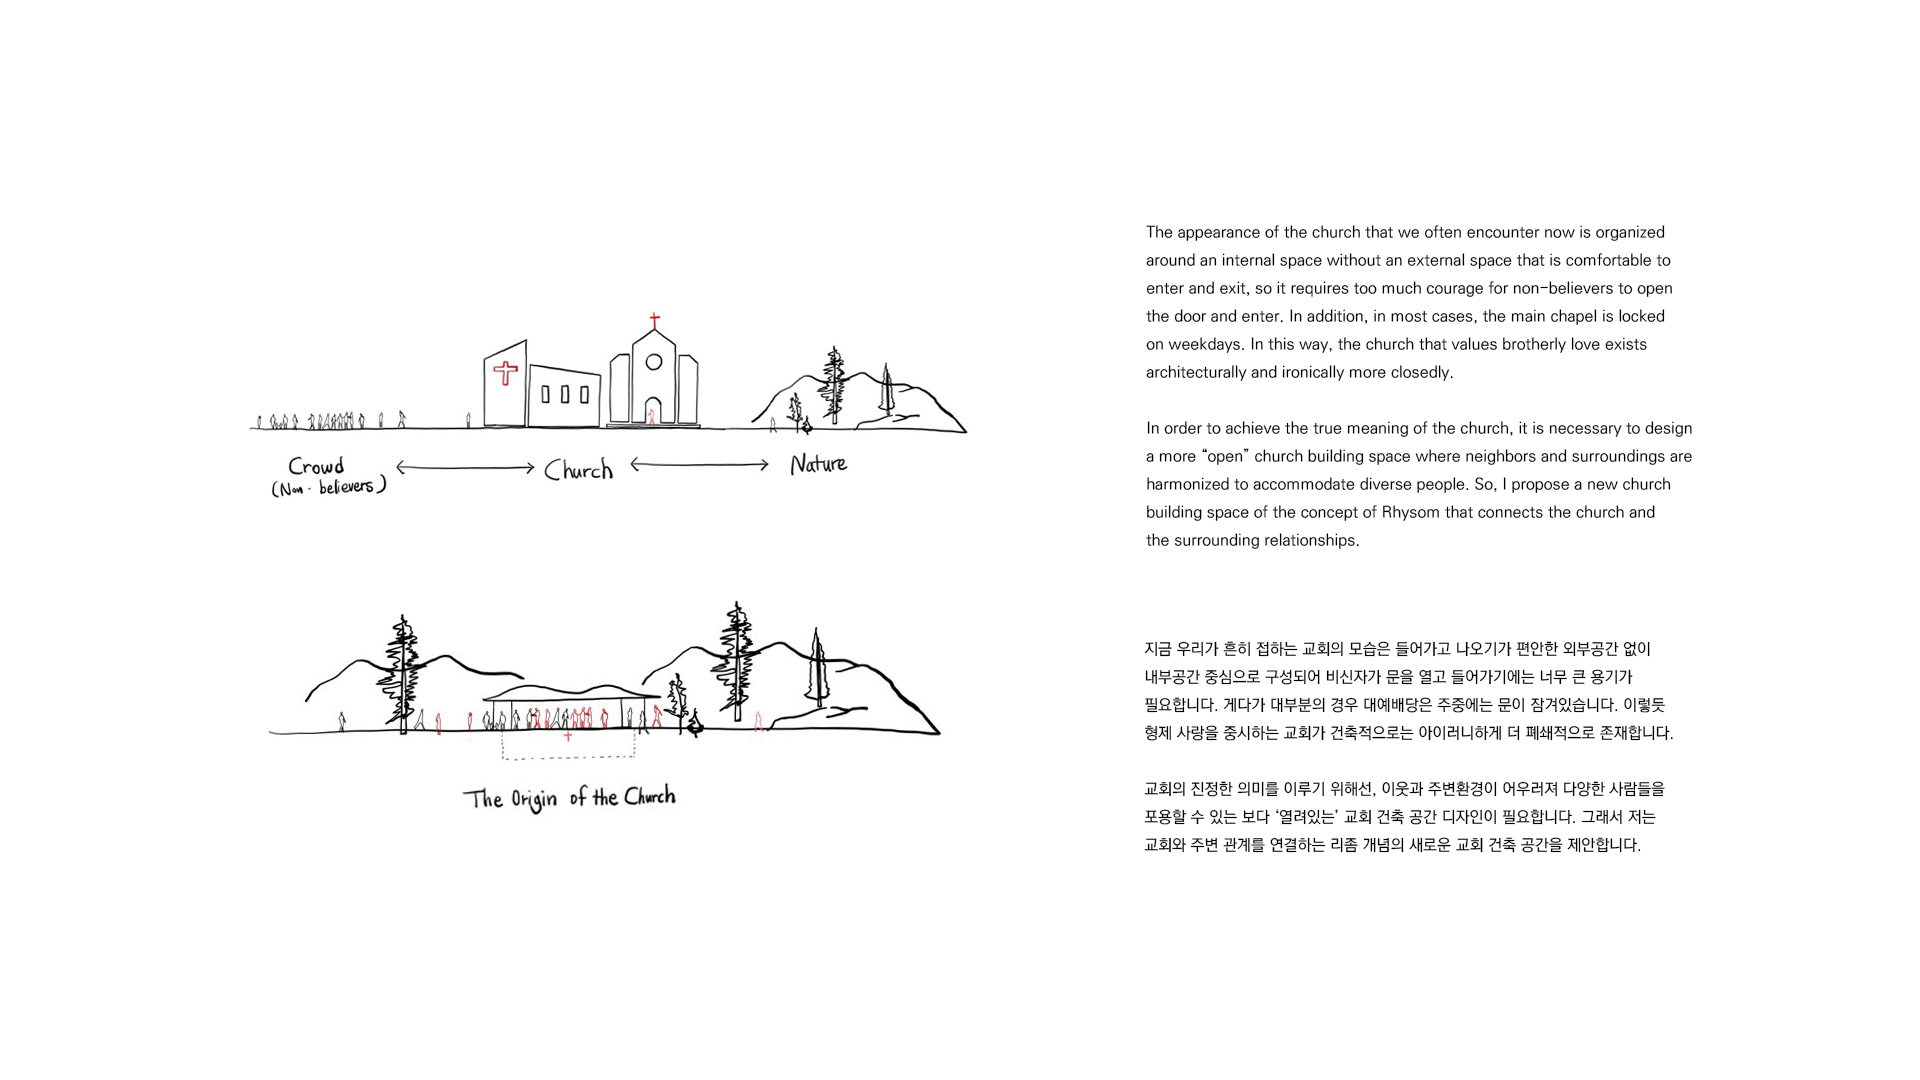 Crowd
(Non-believers)
Church
Nature
The Origin of the Church
The appearance of the church that we often encounter now is organized
around an internal space without an external space that is comfortable to
enter and exit, so it requires too much courage for non-believers to open
the door and enter. In addition, in most cases, the main chapel is locked
on weekdays. In this way, the church that values brotherly love exists
architecturally and ironically more closedly.
In order to achieve the true meaning of the church, it is necessary to design
a more “open” church building space where neighbors and surroundings are
harmonized to accommodate diverse people. So, I propose a new church
building space of the concept of Rhysom that connects the church and
the surrounding relationships.
지금 우리가 흔히 접하는 교회의 모습은 들어가고 나오기가 편안한 외부공간 없이
내부공간 중심으로 구성되어 비신자가 문을 열고 들어가기에는 너무 큰 용기가
필요합니다. 게다가 대부분의 경우 대예배당은 주중에는 문이 잠겨있습니다. 이렇듯
형제 사랑을 중시하는 교회가 건축적으로는 아이러니하게 더 폐쇄적으로 존재합니다.
교회의 진정한 의미를 이루기 위해선, 이웃과 주변환경이 어우러져 다양한 사람들을
포용할 수 있는 보다 ‘열려있는’ 교회 건축 공간 디자인이 필요합니다. 그래서 저는
교회와 주변 관계를 연결하는 리좀 개념의 새로운 교회 건축 공간을 제안합니다.